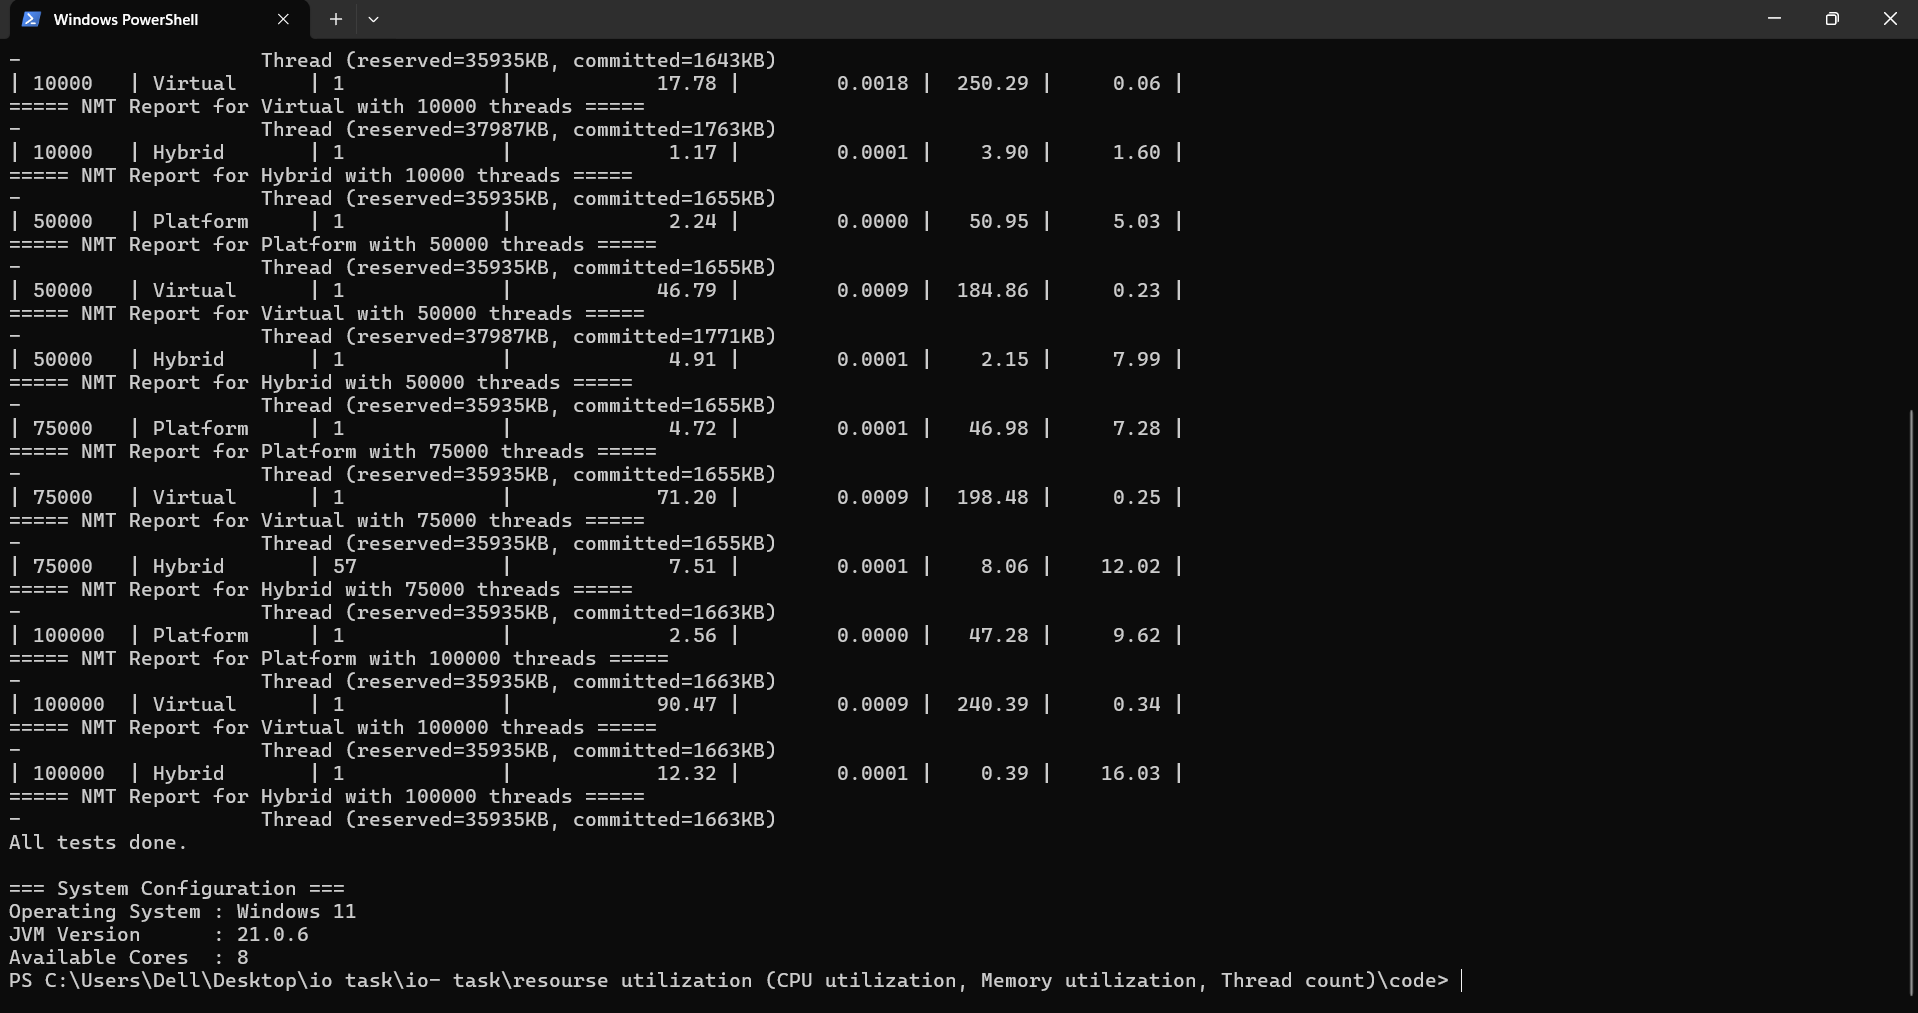 Windows PowerShell
-                    Thread (reserved=35935KB, committed=1643KB)
| 10000   | Virtual      | 1             |            17.78 |        0.0018 |  250.29 |     0.06 |
===== NMT Report for Virtual with 10000 threads =====
-                    Thread (reserved=37987KB, committed=1763KB)
| 10000   | Hybrid       | 1             |             1.17 |        0.0001 |    3.90 |     1.60 |
===== NMT Report for Hybrid with 10000 threads =====
-                    Thread (reserved=35935KB, committed=1655KB)
| 50000   | Platform     | 1             |             2.24 |        0.0000 |   50.95 |     5.03 |
===== NMT Report for Platform with 50000 threads =====
-                    Thread (reserved=35935KB, committed=1655KB)
| 50000   | Virtual      | 1             |            46.79 |        0.0009 |  184.86 |     0.23 |
===== NMT Report for Virtual with 50000 threads =====
-                    Thread (reserved=37987KB, committed=1771KB)
| 50000   | Hybrid       | 1             |             4.91 |        0.0001 |    2.15 |     7.99 |
===== NMT Report for Hybrid with 50000 threads =====
-                    Thread (reserved=35935KB, committed=1655KB)
| 75000   | Platform     | 1             |             4.72 |        0.0001 |   46.98 |     7.28 |
===== NMT Report for Platform with 75000 threads =====
-                    Thread (reserved=35935KB, committed=1655KB)
| 75000   | Virtual      | 1             |            71.20 |        0.0009 |  198.48 |     0.25 |
===== NMT Report for Virtual with 75000 threads =====
-                    Thread (reserved=35935KB, committed=1655KB)
| 75000   | Hybrid       | 57            |             7.51 |        0.0001 |    8.06 |    12.02 |
===== NMT Report for Hybrid with 75000 threads =====
-                    Thread (reserved=35935KB, committed=1663KB)
| 100000  | Platform     | 1             |             2.56 |        0.0000 |   47.28 |     9.62 |
===== NMT Report for Platform with 100000 threads =====
-                    Thread (reserved=35935KB, committed=1663KB)
| 100000  | Virtual      | 1             |            90.47 |        0.0009 |  240.39 |     0.34 |
===== NMT Report for Virtual with 100000 threads =====
-                    Thread (reserved=35935KB, committed=1663KB)
| 100000  | Hybrid       | 1             |            12.32 |        0.0001 |    0.39 |    16.03 |
===== NMT Report for Hybrid with 100000 threads =====
-                    Thread (reserved=35935KB, committed=1663KB)
All tests done.
=== System Configuration ===
Operating System : Windows 11
JVM Version      : 21.0.6
Available Cores  : 8
PS C:\Users\Dell\Desktop\io task\io- task\resourse utilization (CPU utilization, Memory utilization, Thread count)\code>